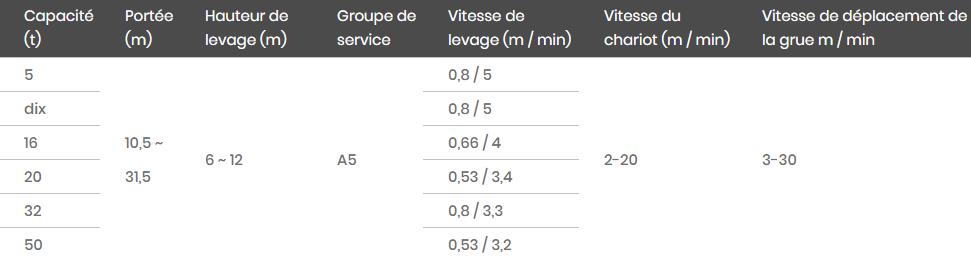 Capacité (t) Portée (m) Hauteur de levage (m) Groupe de service Vitesse de levage (m / min) Vitesse du chariot (m / min) Vitesse de déplacement de la grue m / min
5 0,8 / 5
dix 0,8 / 5
16 10,5 ~ 0,66 / 4
6 ~ 12 A5 2-20 3-30
20 31,5 0,53 / 3,4
32 0,8 / 3,3
50 0,53 / 3,2